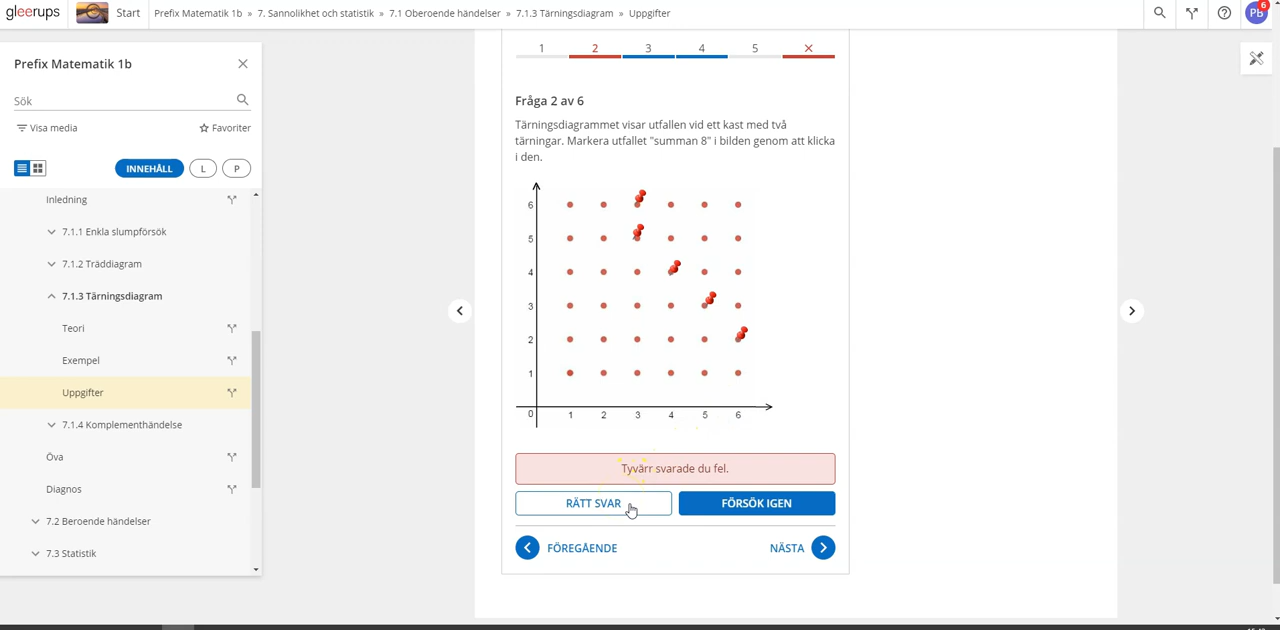 gleerups
Start
Prefix Matematik 1b » 7. Sannolikhet och statistik » 7.1 Oberoende händelser » 7.1.3 Tärningsdiagram » Uppgifter
PB
6
Prefix Matematik 1b
Sök
Visa media
Favoriter
INNEHÅLL
L
P
Inledning
7.1.1 Enkla slumpförsök
7.1.2 Träddiagram
7.1.3 Tärningsdiagram
Teori
Exempel
Uppgifter
7.1.4 Komplementhändelse
Öva
Diagnos
7.2 Beroende händelser
7.3 Statistik
1 2 3 4 5
Fråga 2 av 6
Tärningsdiagrammet visar utfallen vid ett kast med två
tärningar. Markera utfallet "summan 8" i bilden genom att klicka
i den.
6
5
4
3
2
1
0 1 2 3 4 5 6
Tyvärr svarade du fel.
RÄTT SVAR
FÖRSÖK IGEN
FÖREGÅENDE
NÄSTA